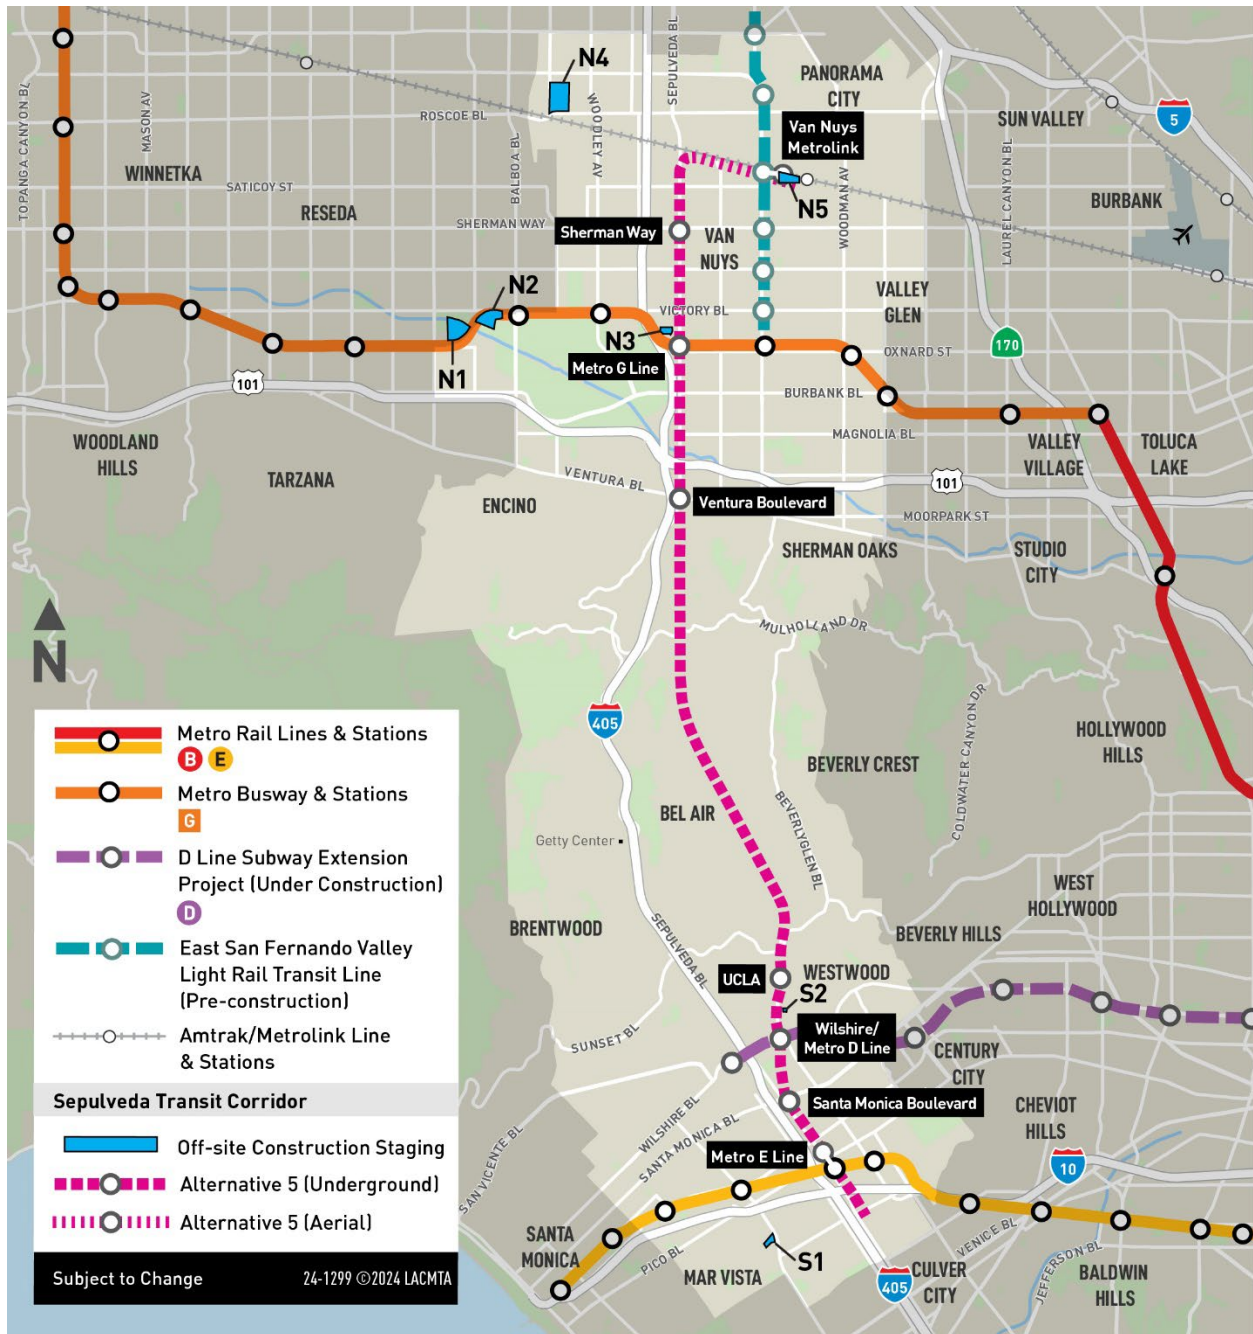 N4
PANORAMA
CITY
SEPULVEDA BL
WOODLEY AV
TOPANGA CANYON BL
MASON AV
ROSCOE BL
BALBOA BL
Van Nuys
Metrolink
SUN VALLEY
5
LAUREL CANYON BL
WINNETKA
SATICOY ST
RESEDA
SHERMAN WAY
Sherman Way
VAN
NUYS
N5
WOODMAN AV
BURBANK
N2
N1
N3
VICTORY BL
VALLEY
GLEN
OXNARD ST
170
Metro G Line
101
BURBANK BL
MAGNOLIA BL
WOODLAND
HILLS
TARZANA
VENTURA BL
ENCINO
Ventura Boulevard
VALLEY
VILLAGE
TOLUCA
LAKE
101
MOORPARK ST
SHERMAN OAKS
STUDIO
CITY
MULHOLLAND DR
N
405
COLDWATER CANYON DR
HOLLYWOOD
HILLS
BEVERLY CREST
BEL AIR
BEVERLYGLEN BL
Getty Center
WEST
HOLLYWOOD
BRENTWOOD
SEPULVEDA BL
BEVERLY HILLS
UCLA
WESTWOOD
S2
SUNSET BL
Wilshire/
Metro D Line
CENTURY
CITY
WILSHIRE BL
Santa Monica Boulevard
CHEVIOT
HILLS
SANTA MONICA BL
SAN VICENTE BL
Metro E Line
10
SANTA
MONICA
PICO BL
S1
MAR VISTA
VENICE BL
405
CULVER
CITY
JEFFERSON BL
BALDWIN
HILLS
Metro Rail Lines & Stations
B E
Metro Busway & Stations
G
D Line Subway Extension
Project (Under Construction)
D
East San Fernando Valley
Light Rail Transit Line
(Pre-construction)
Amtrak/Metrolink Line
& Stations
Sepulveda Transit Corridor
Off-site Construction Staging
Alternative 5 (Underground)
Alternative 5 (Aerial)
Subject to Change 24-1299 ©2024 LACMTA